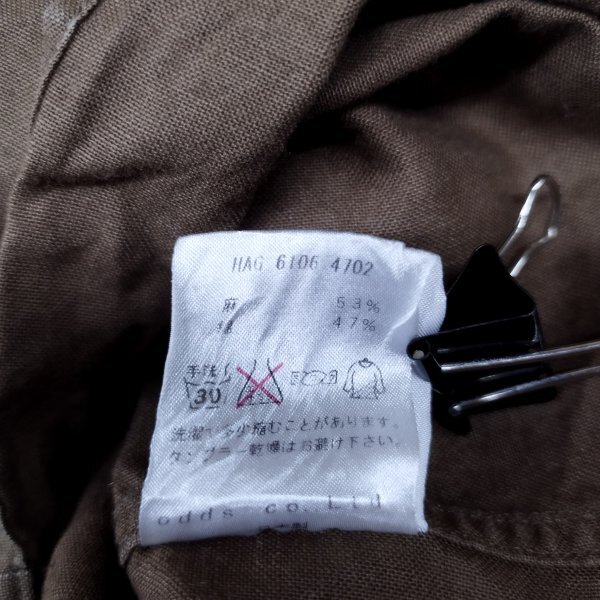 HAG 6106 4702
麻 53%
綿 47%
手洗イ
30
洗濯で多少縮むことがあります。
タンブラー乾燥はお避け下さい。
odds co. Ltd